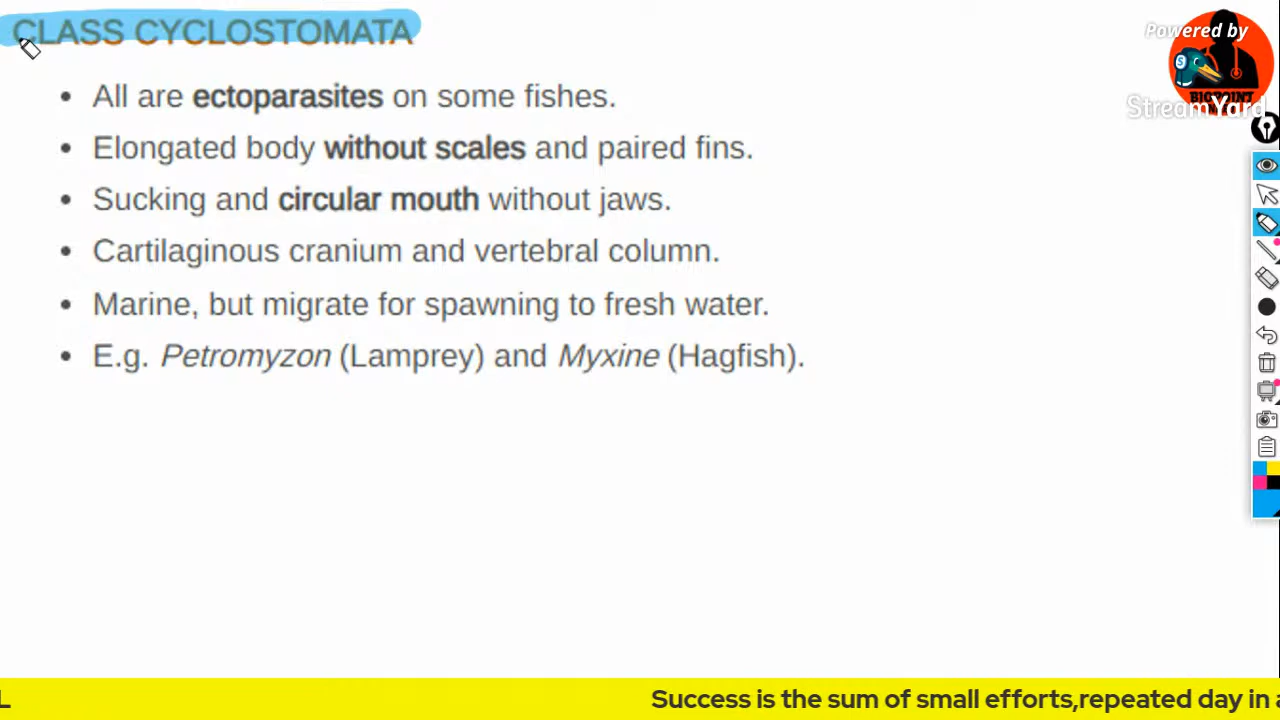 CLASS CYCLOSTOMATA
Powered by
BIGPOINT
StreamYard
• All are ectoparasites on some fishes.
• Elongated body without scales and paired fins.
• Sucking and circular mouth without jaws.
• Cartilaginous cranium and vertebral column.
• Marine, but migrate for spawning to fresh water.
• E.g. Petromyzon (Lamprey) and Myxine (Hagfish).
L
Success is the sum of small efforts,repeated day in a